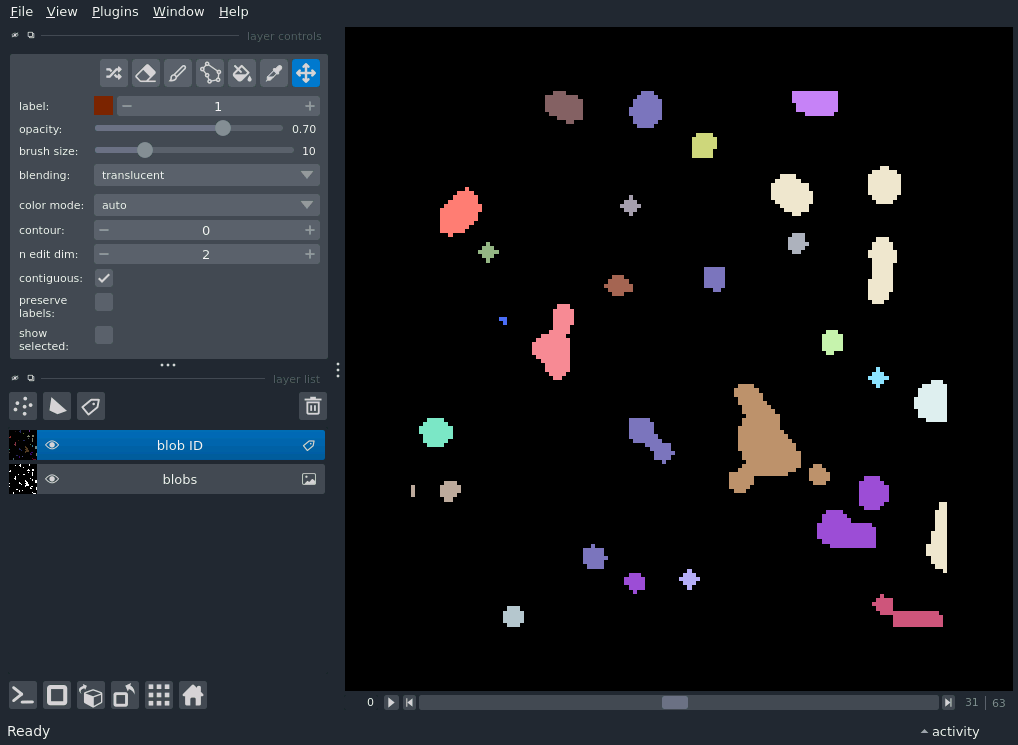 File View Plugins Window Help
layer controls
label: 1
opacity: 0.70
brush size: 10
blending: translucent
color mode: auto
contour: 0
n edit dim: 2
contiguous:
preserve
labels:
show
selected:
layer list
blob ID
blobs
0 31 | 63
Ready activity